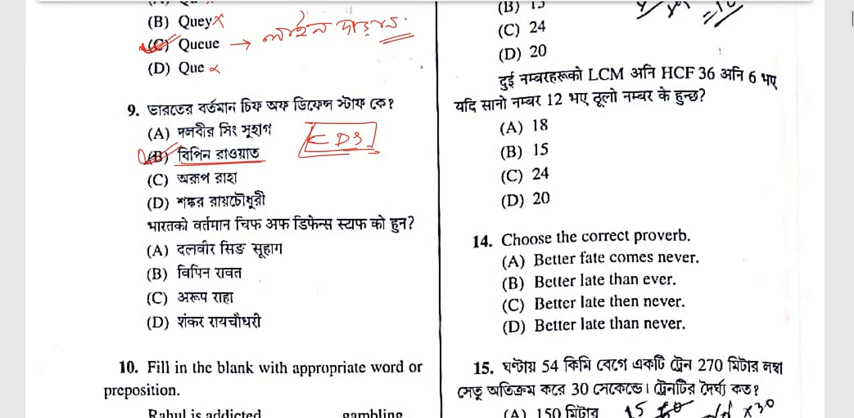 (B) Quey
(C) Queue → লাইন
(D) Que
9. ভারতের বর্তমান চিফ অফ ডিফেন্স স্টাফ কে?
(A) দলবীর সিং সুহাগ
(B) বিপিন রাওয়াত
CDS
(C) অরূপ রাহা
(D) শঙ্কর রায়চৌধুরী
भारतको वर्तमान चिफ अफ डिफेन्स स्टाफ को हुन?
(A) दलवीर सिङ सूहाग
(B) विपिन रावत
(C) अरूप राहा
(D) शंकर रायचौधरी
10. Fill in the blank with appropriate word or
preposition.
Rahul is addicted gambling
(B) 15
(C) 24
(D) 20
दुई नम्बरहरूको LCM अनि HCF 36 अनि 6 भए
यदि सानो नम्बर 12 भए ठूलो नम्बर के हुन्छ?
(A) 18
(B) 15
(C) 24
(D) 20
14. Choose the correct proverb.
(A) Better fate comes never.
(B) Better late than ever.
(C) Better late then never.
(D) Better late than never.
15. ঘণ্টায় 54 কিমি বেগে একটি ট্রেন 270 মিটার লম্বা
সেতু অতিক্রম করে 30 সেকেন্ডে। ট্রেনটির দৈর্ঘ্য কত?
(A) 150 মিটার